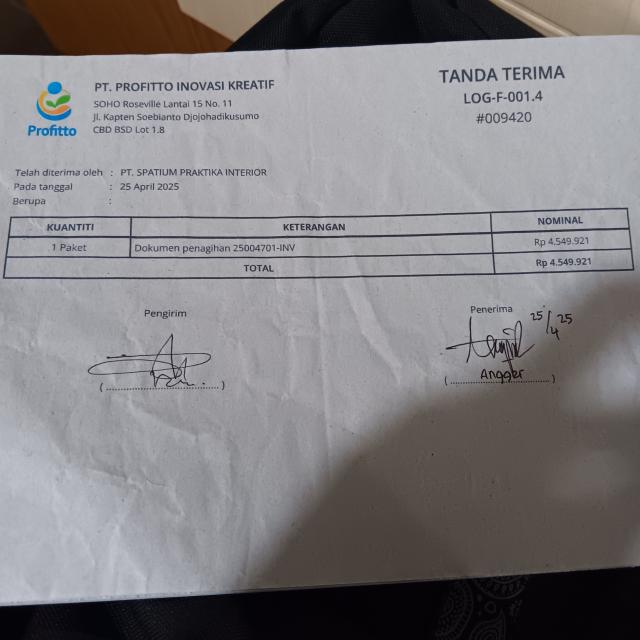 Profitto
PT. PROFITTO INOVASI KREATIF
SOHO Roseville Lantai 15 No. 11
Jl. Kapten Soebianto Djojohadikusumo
CBD BSD Lot 1.8
TANDA TERIMA
LOG-F-001.4
#009420
Telah diterima oleh : PT. SPATIUM PRAKTIKA INTERIOR
Pada tanggal : 25 April 2025
Berupa :
KUANTITI KETERANGAN NOMINAL
1 Paket Dokumen penagihan 25004701-INV Rp 4.549.921
TOTAL Rp 4.549.921
Pengirim
Penerima
25/4 25
Angger